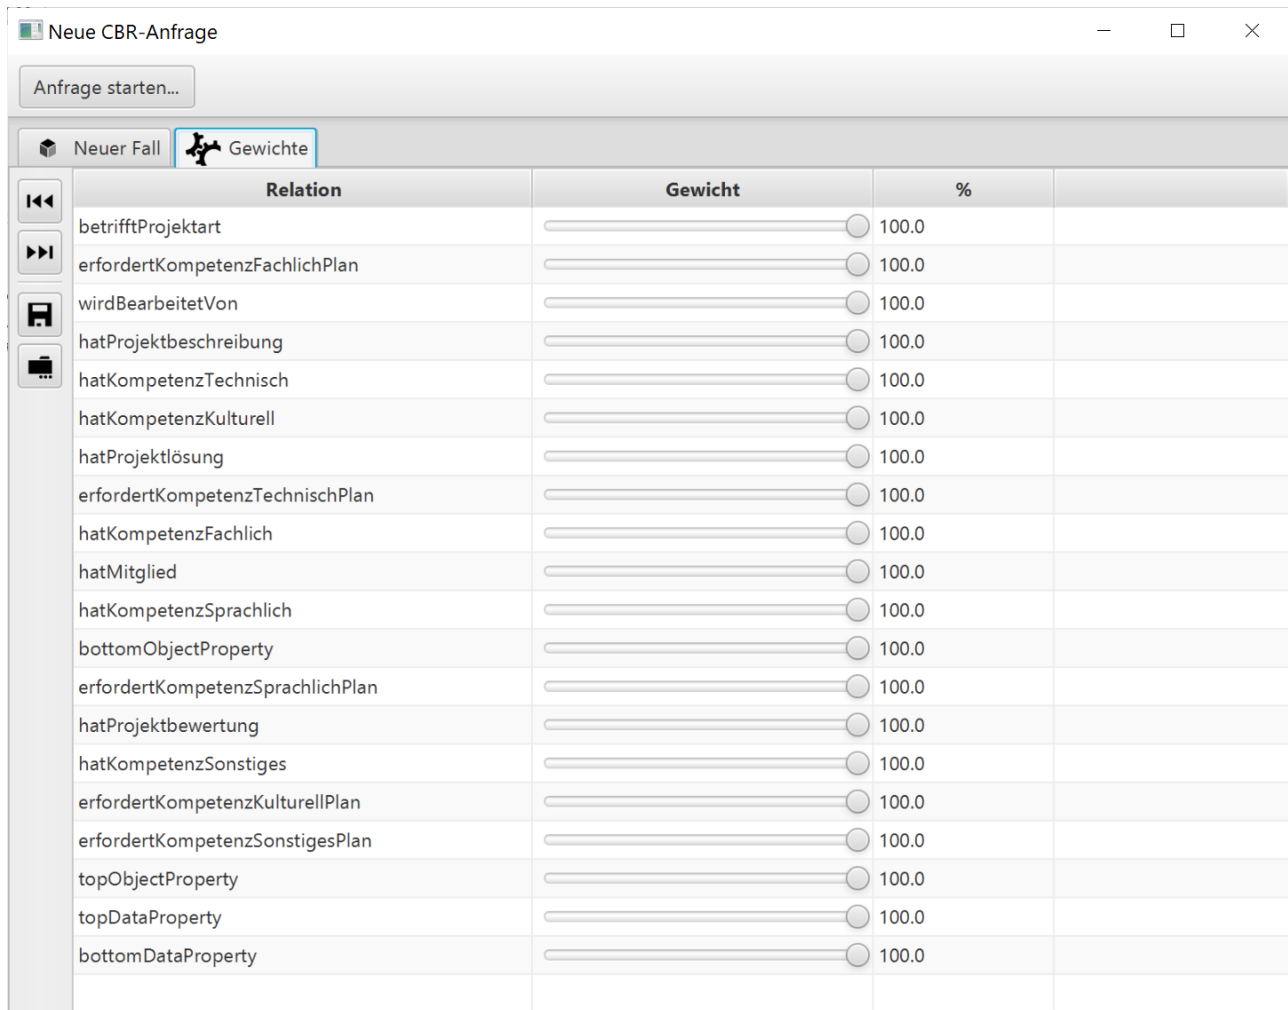 Neue CBR-Anfrage
Anfrage starten...
Neuer Fall Gewichte
Relation Gewicht %
betrifftProjektart 100.0
erfordertKompetenzFachlichPlan 100.0
wirdBearbeitetVon 100.0
hatProjektbeschreibung 100.0
hatKompetenzTechnisch 100.0
hatKompetenzKulturell 100.0
hatProjektlösung 100.0
erfordertKompetenzTechnischPlan 100.0
hatKompetenzFachlich 100.0
hatMitglied 100.0
hatKompetenzSprachlich 100.0
bottomObjectProperty 100.0
erfordertKompetenzSprachlichPlan 100.0
hatProjektbewertung 100.0
hatKompetenzSonstiges 100.0
erfordertKompetenzKulturellPlan 100.0
erfordertKompetenzSonstigesPlan 100.0
topObjectProperty 100.0
topDataProperty 100.0
bottomDataProperty 100.0